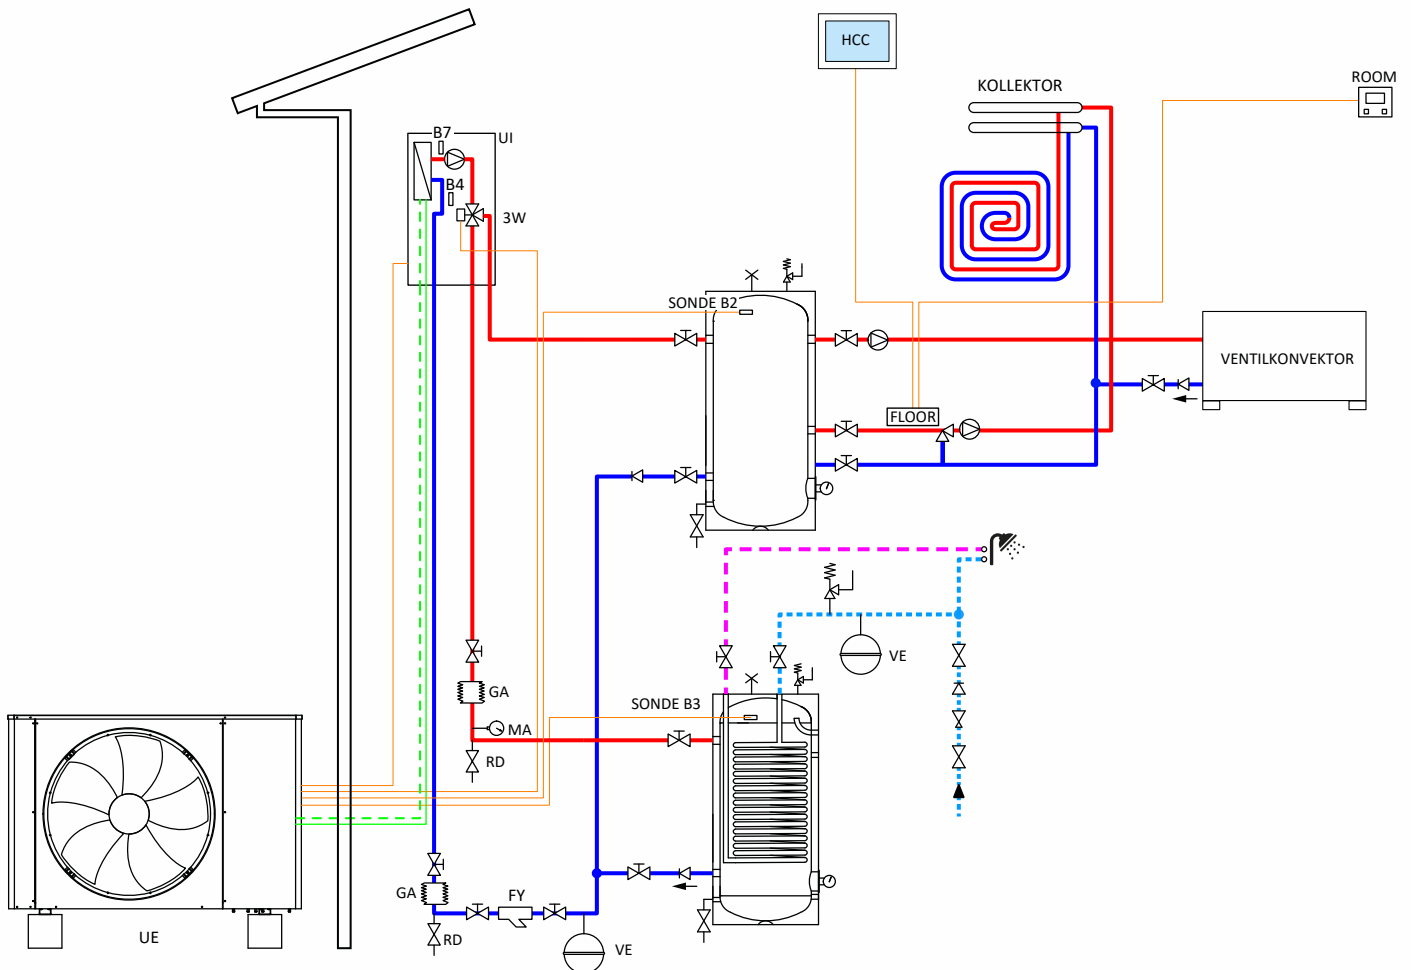 HCC
ROOM
KOLLEKTOR
B7
UI
B4
3W
SONDE B2
VENTILKONVEKTOR
FLOOR
VE
GA
SONDE B3
MA
RD
GA
FY
UE
RD
VE